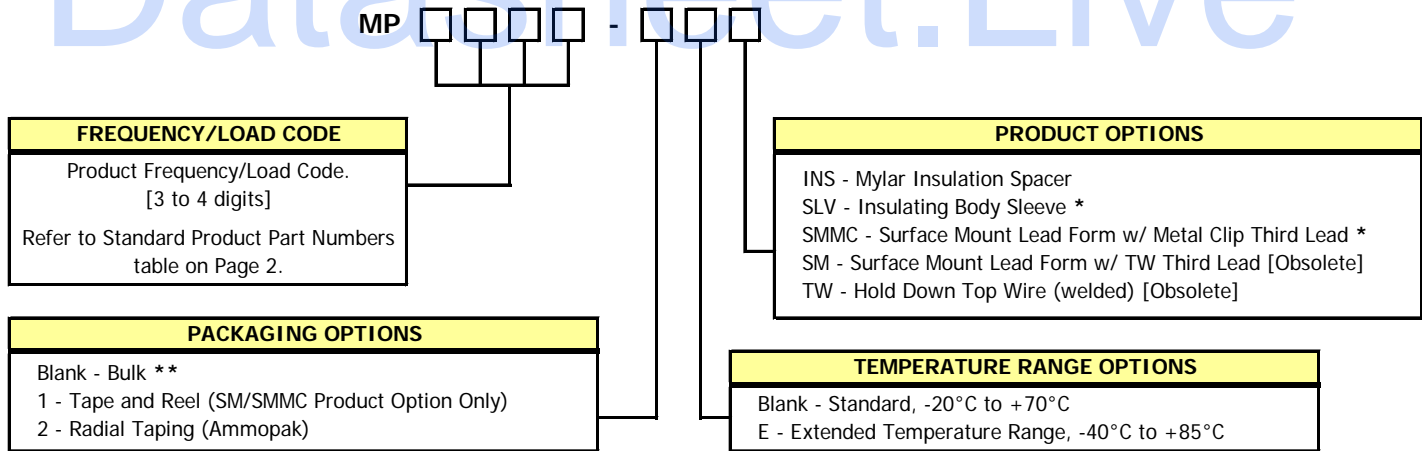 Datasheet.Live
MP -
FREQUENCY/LOAD CODE
Product Frequency/Load Code.
[3 to 4 digits]
Refer to Standard Product Part Numbers
table on Page 2.
PRODUCT OPTIONS
INS - Mylar Insulation Spacer
SLV - Insulating Body Sleeve *
SMMC - Surface Mount Lead Form w/ Metal Clip Third Lead *
SM - Surface Mount Lead Form w/ TW Third Lead [Obsolete]
TW - Hold Down Top Wire (welded) [Obsolete]
PACKAGING OPTIONS
Blank - Bulk **
1 - Tape and Reel (SM/SMMC Product Option Only)
2 - Radial Taping (Ammopak)
TEMPERATURE RANGE OPTIONS
Blank - Standard, -20°C to +70°C
E - Extended Temperature Range, -40°C to +85°C